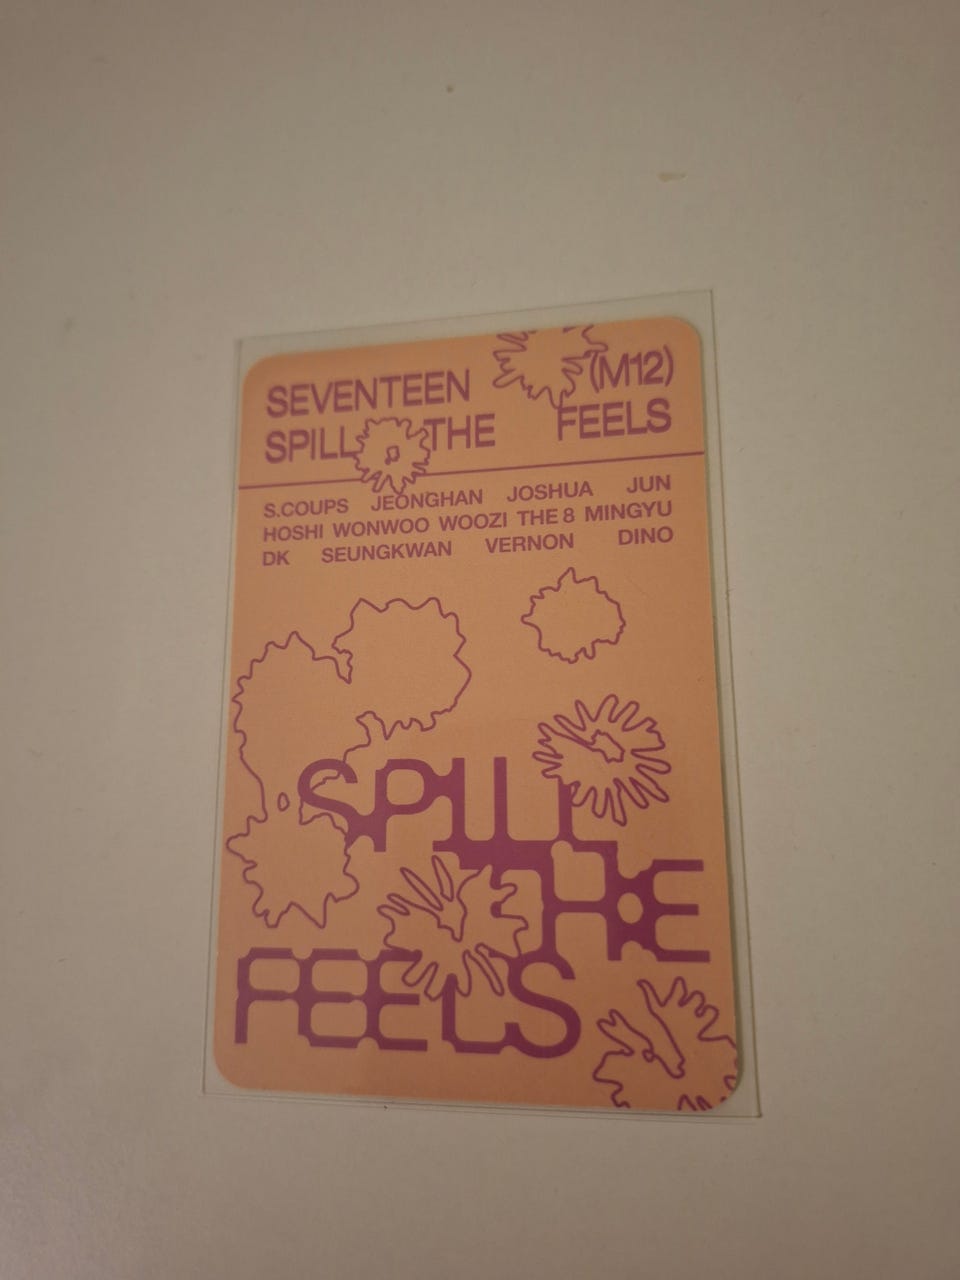 SEVENTEEN (M12)
SPILL THE FEELS
S.COUPS JEONGHAN JOSHUA JUN
HOSHI WONWOO WOOZI THE 8 MINGYU
DK SEUNGKWAN VERNON DINO
SPILL
THE
FEELS